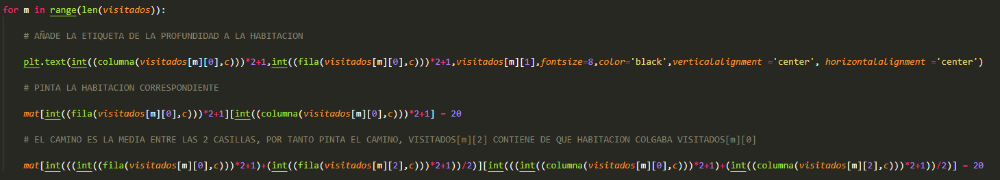 for m in range(len(visitados)):
# AÑADE LA ETIQUETA DE LA PROFUNDIDAD A LA HABITACION
plt.text(int((columna(visitados[m][0],c)))*2+1,int((fila(visitados[m][0],c)))*2+1,visitados[m][1],fontsize=8,color='black',verticalalignment ='center', horizontalalignment ='center')
# PINTA LA HABITACION CORRESPONDIENTE
mat[int((fila(visitados[m][0],c)))*2+1][int((columna(visitados[m][0],c)))*2+1] = 20
# EL CAMINO ES LA MEDIA ENTRE LAS 2 CASILLAS, POR TANTO PINTA EL CAMINO, VISITADOS[m][2] CONTIENE DE QUE HABITACION COLGABA VISITADOS[m][0]
mat[int(((int((fila(visitados[m][0],c)))*2+1)+(int((fila(visitados[m][2],c)))*2+1))/2)][int(((int((columna(visitados[m][0],c)))*2+1)+(int((columna(visitados[m][2],c)))*2+1))/2)] = 20